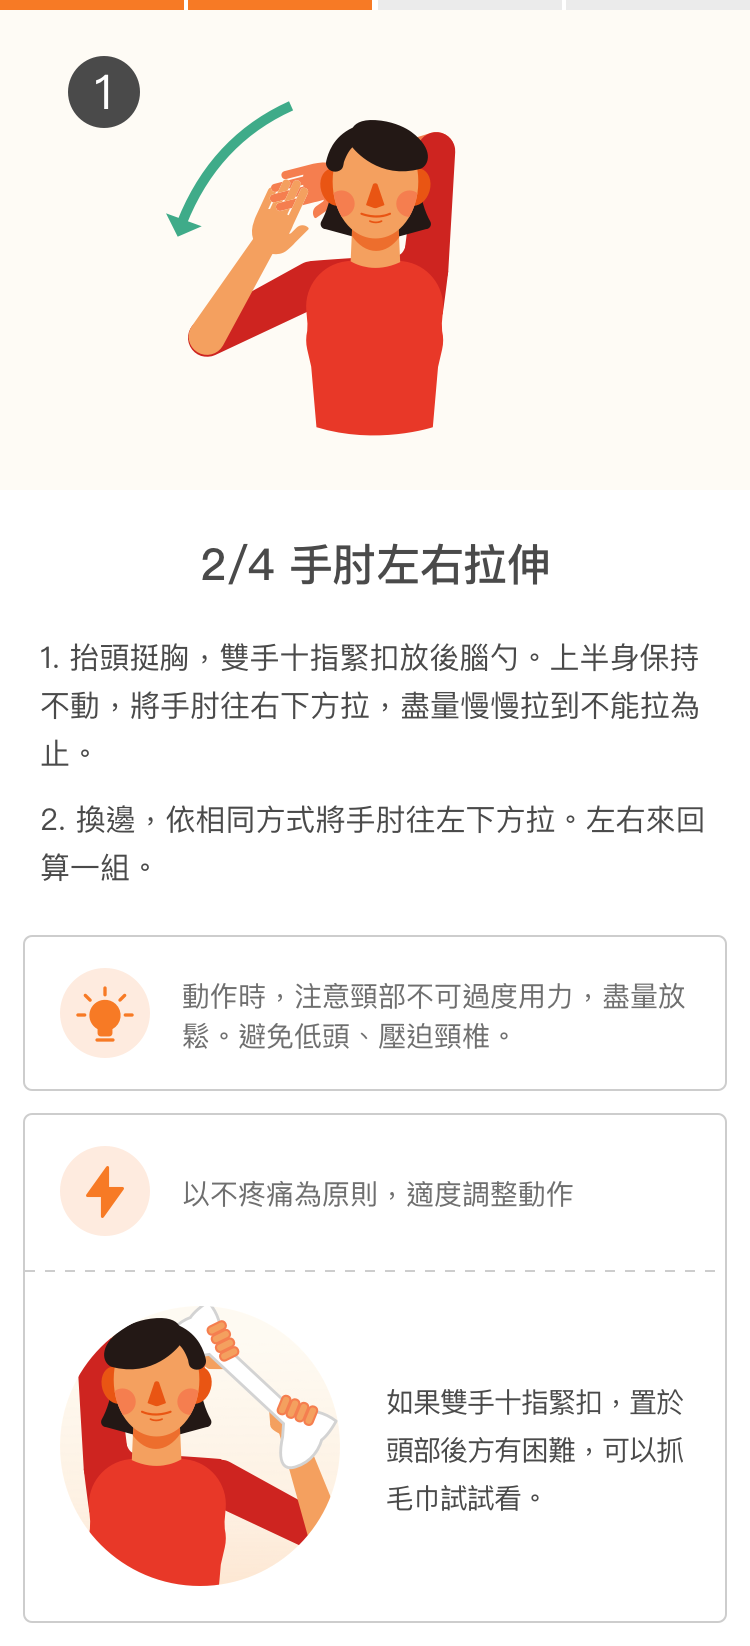 1
2/4 手肘左右拉伸
1. 抬頭挺胸，雙手十指緊扣放後腦勺。上半身保持
不動，將手肘往右下方拉，盡量慢慢拉到不能拉為
止。
2. 換邊，依相同方式將手肘往左下方拉。左右來回
算一組。
動作時，注意頸部不可過度用力，盡量放
鬆。避免低頭、壓迫頸椎。
以不疼痛為原則，適度調整動作
如果雙手十指緊扣，置於
頭部後方有困難，可以抓
毛巾試試看。